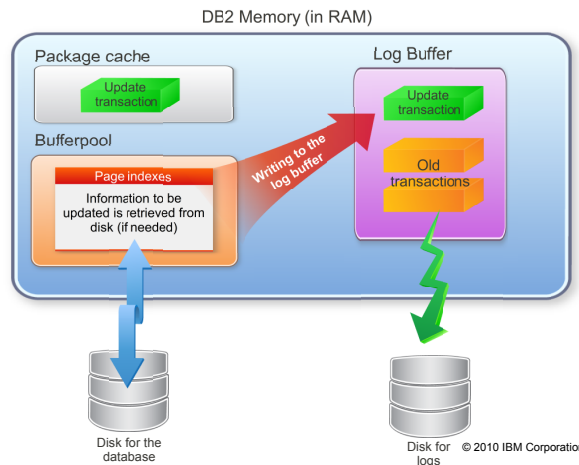 DB2 Memory (in RAM)
Package cache
Update
transaction
Bufferpool
Page indexes
Information to be
updated is retrieved from
disk (if needed)
Writing to the
log buffer
Log Buffer
Update
transaction
Old
transactions
Disk for the
database
Disk for
logs
© 2010 IBM Corporation